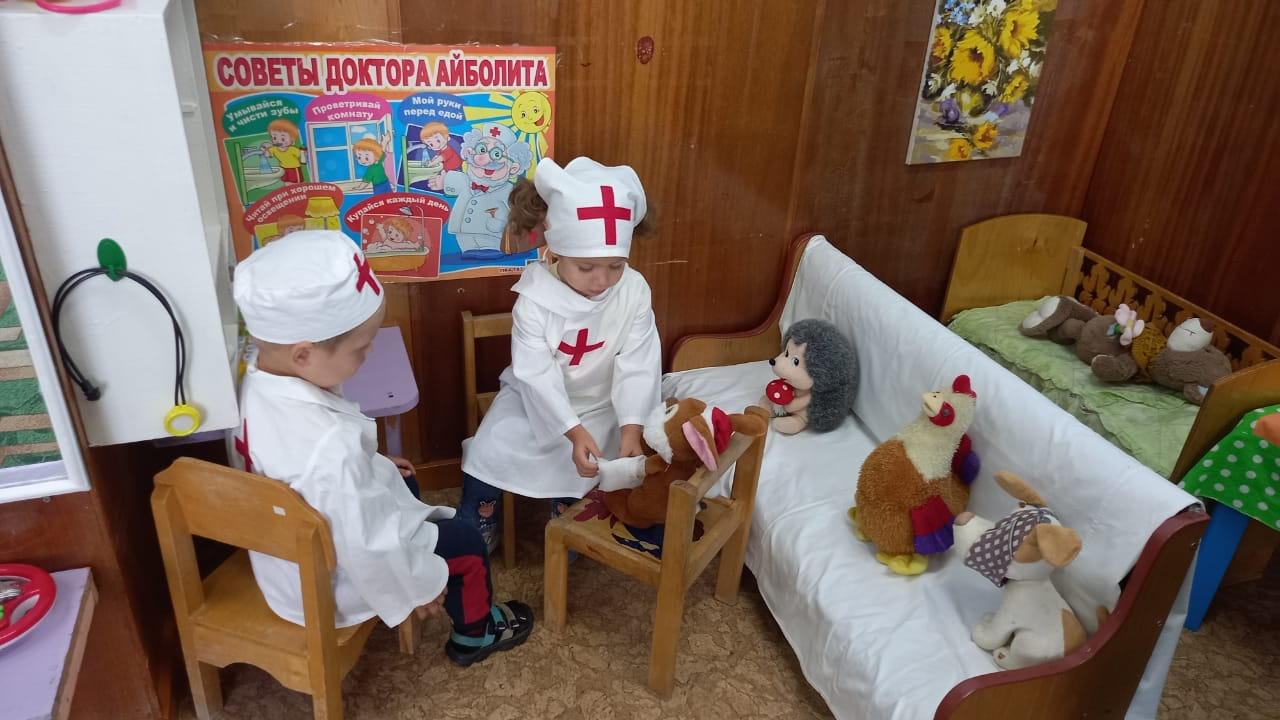 СОВЕТЫ ДОКТОРА АЙБОЛИТА
Умывайся
и чисти зубы
Проветривай
комнату
Мой руки
перед едой
Читай при хорошем
освещении
Купайся каждый день